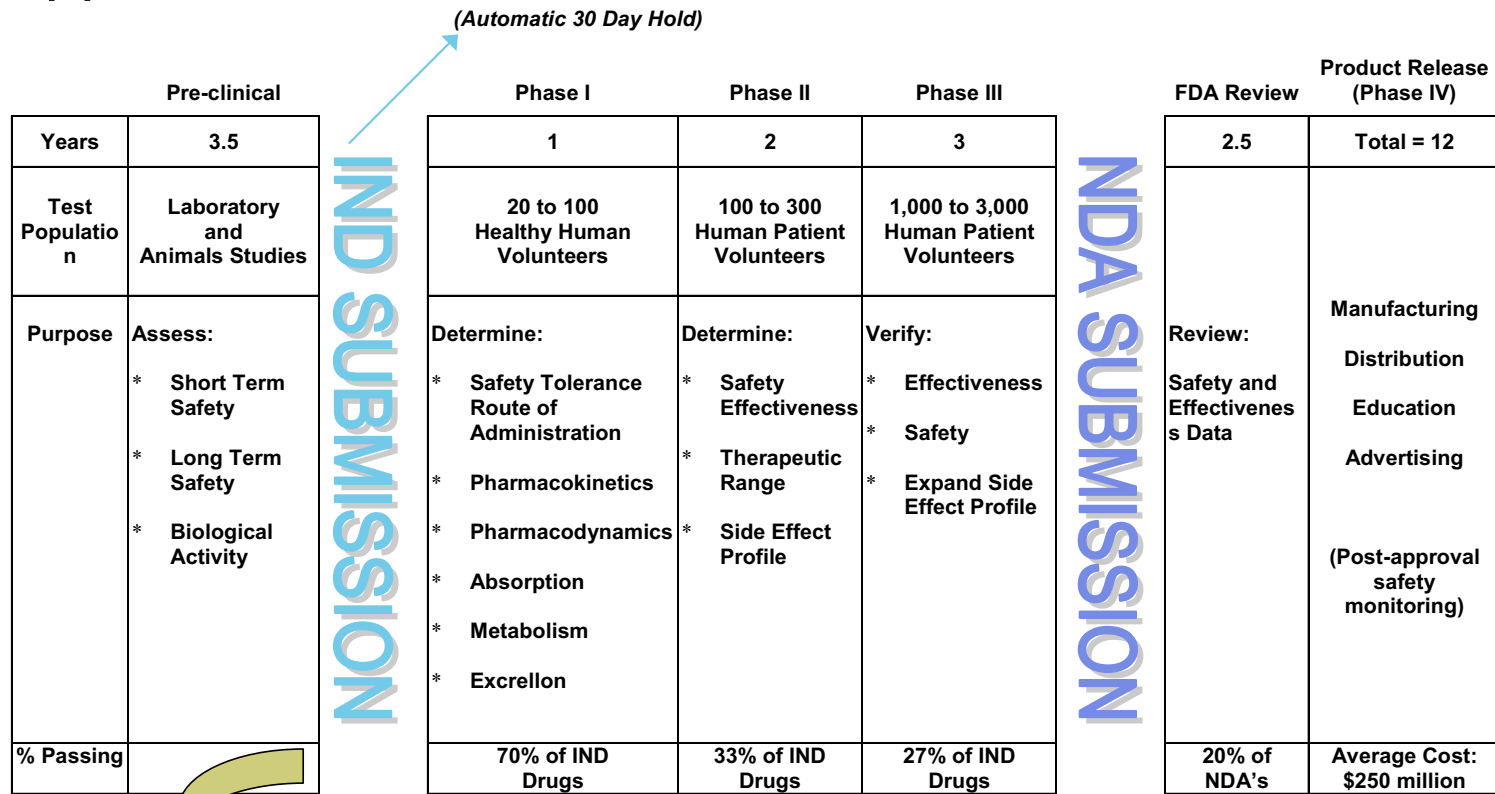 (Automatic 30 Day Hold)
Pre-clinical
Phase I
Phase II
Phase III
FDA Review
Product Release
(Phase IV)
Years
3.5
1
2
3
2.5
Total = 12
Test
Populatio
n
Laboratory
and
Animals Studies
20 to 100
Healthy Human
Volunteers
100 to 300
Human Patient
Volunteers
1,000 to 3,000
Human Patient
Volunteers
Purpose
Assess:
* Short Term
Safety
* Long Term
Safety
* Biological
Activity
IND SUBMISSION
Determine:
* Safety Tolerance
Route of
Administration
* Pharmacokinetics
* Pharmacodynamics
* Absorption
* Metabolism
* Excrellon
Determine:
* Safety
Effectiveness
* Therapeutic
Range
* Side Effect
Profile
Verify:
* Effectiveness
* Safety
* Expand Side
Effect Profile
NDA SUBMISSION
Review:
Safety and
Effectivenes
s Data
Manufacturing
Distribution
Education
Advertising
(Post-approval
safety
monitoring)
% Passing
70% of IND
Drugs
33% of IND
Drugs
27% of IND
Drugs
20% of
NDA's
Average Cost:
$250 million